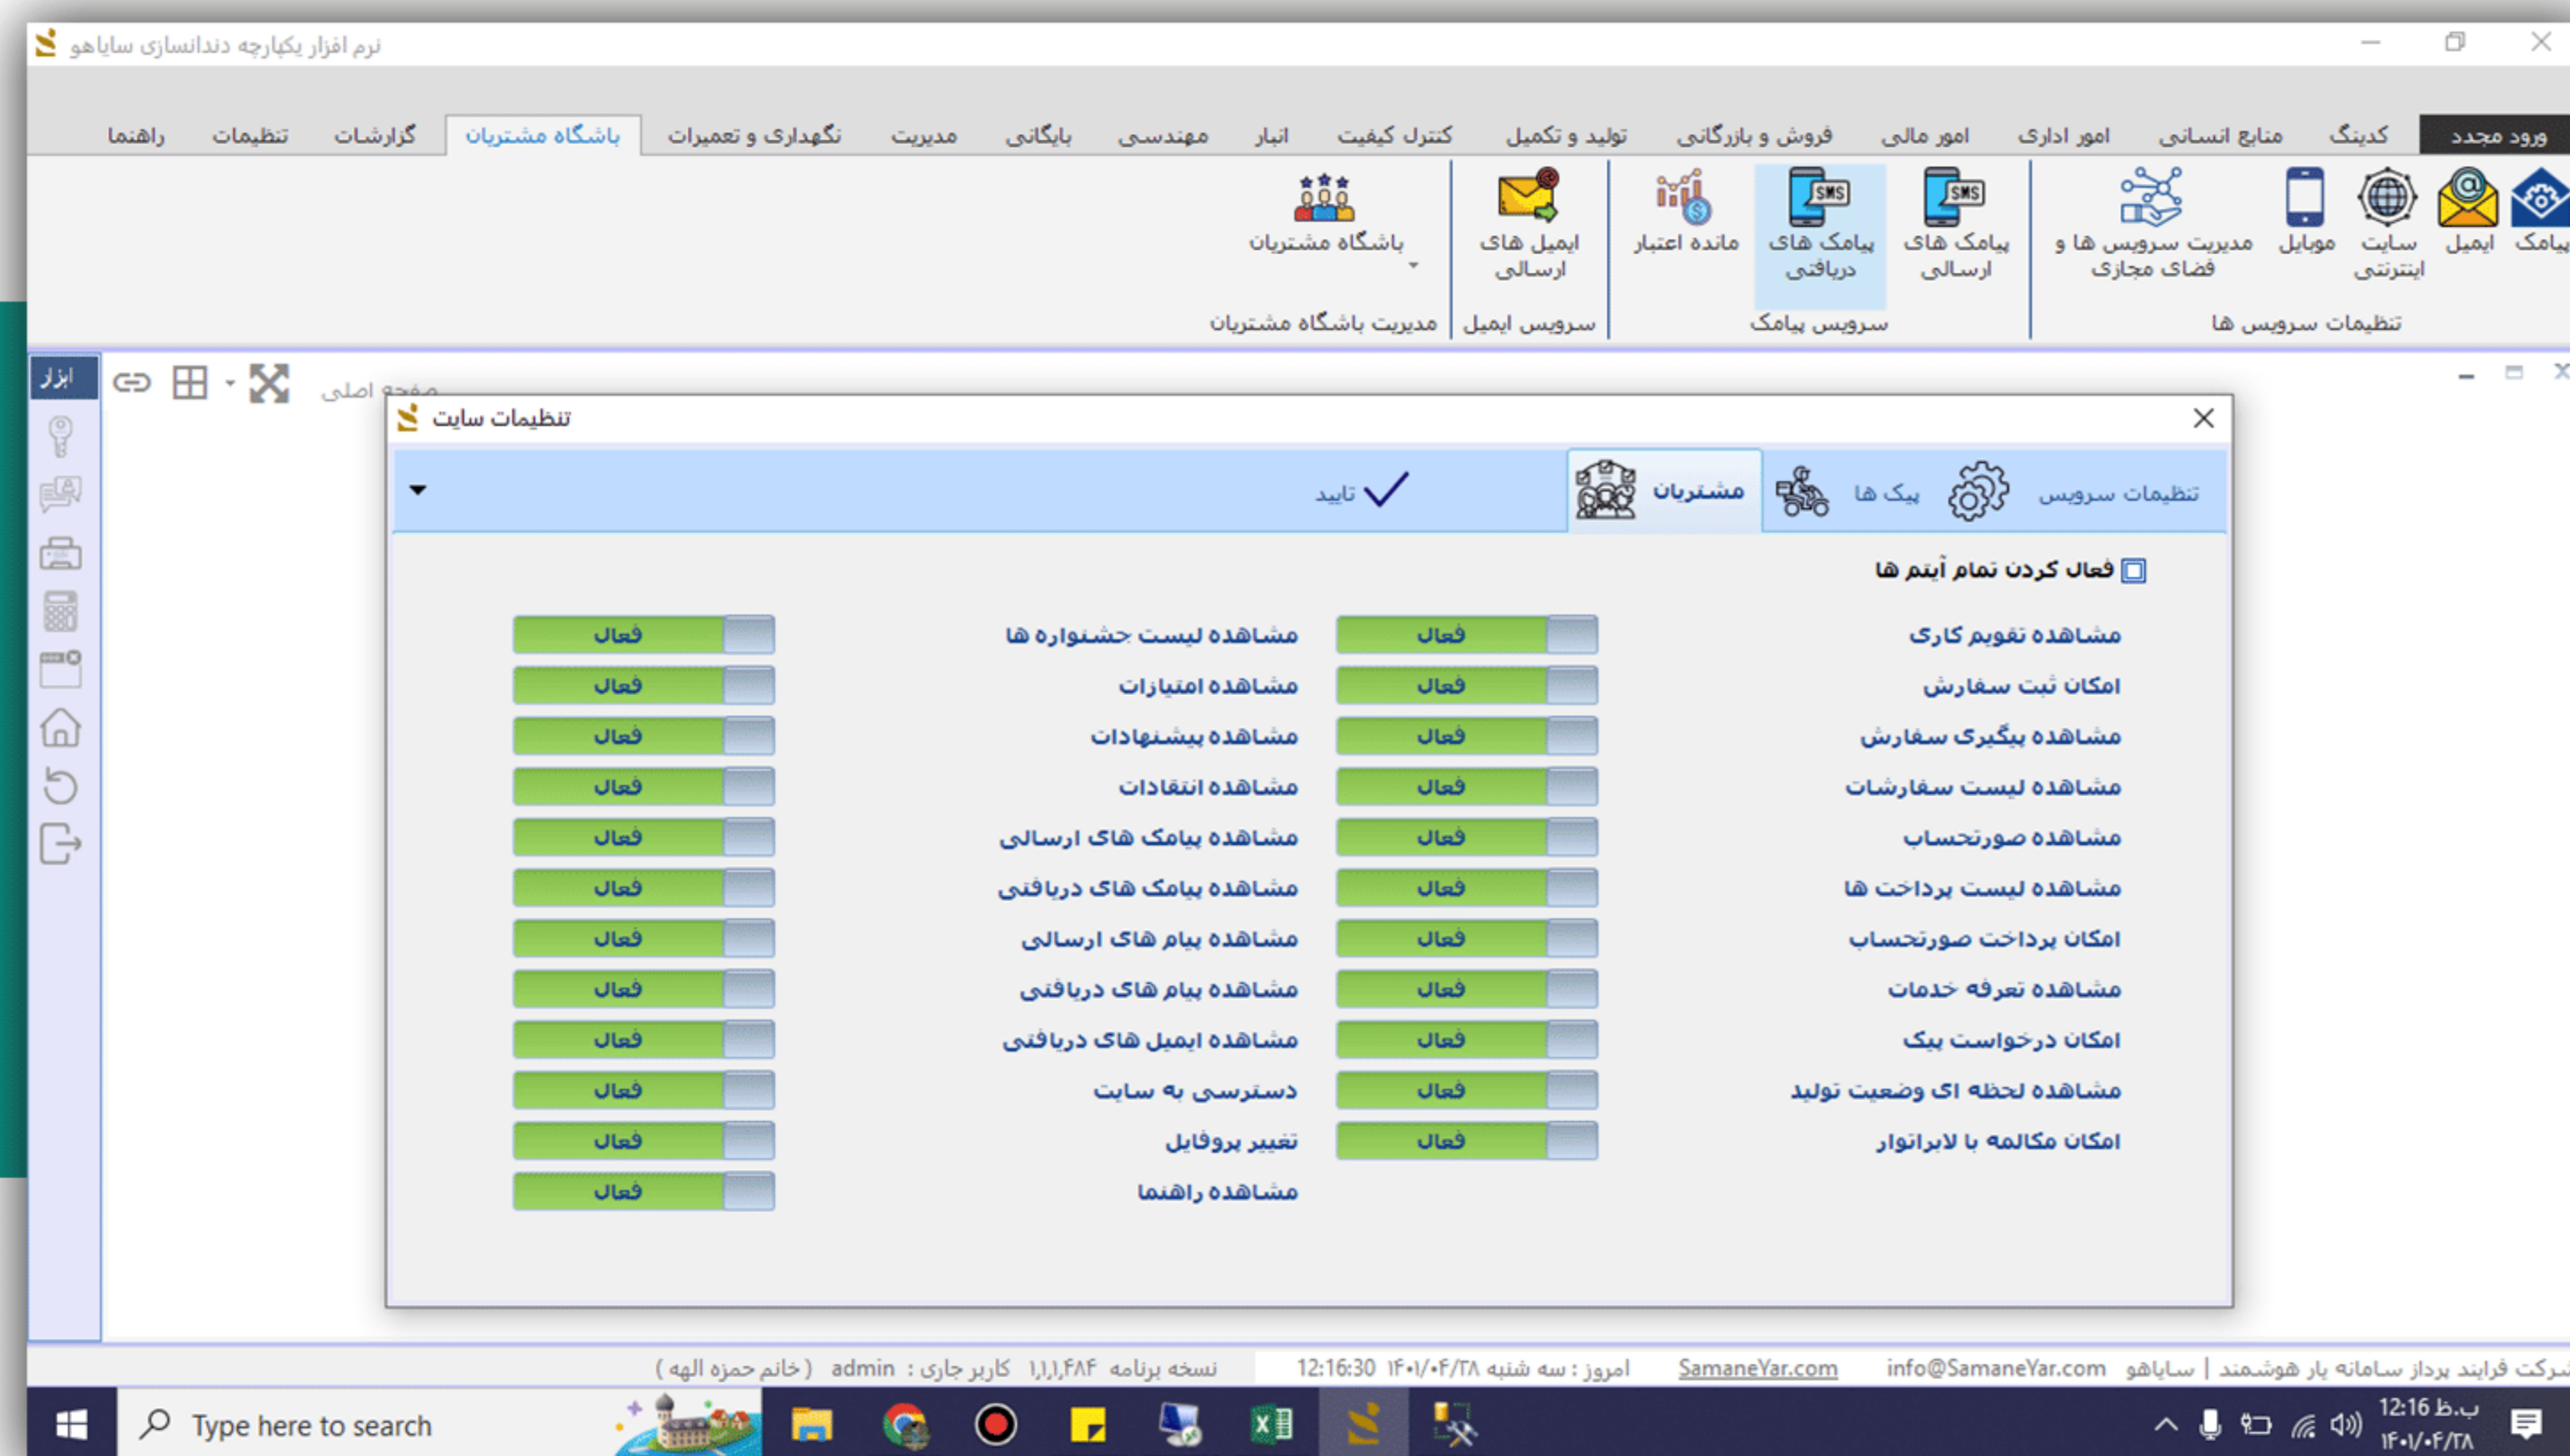 نرم افزار یکپارچه دندانسازی سایاهو
ورود مجدد
کدینگ
منابع انسانی
امور اداری
امور مالی
فروش و بازرگانی
تولید و تکمیل
کنترل کیفیت
انبار
مهندسی
بایگانی
مدیریت
نگهداری و تعمیرات
باشگاه مشتریان
گزارشات
تنظیمات
راهنما
پیامک
ایمیل
سایت
اینترنتی
موبایل
مدیریت سرویس ها و
فضای مجازی
SMS
پیامک های
ارسالی
SMS
پیامک های
دریافتی
مانده اعتبار
ایمیل های
ارسالی
باشگاه مشتریان
تنظیمات سرویس ها
سرویس پیامک
سرویس ایمیل
مدیریت باشگاه مشتریان
ابزار
صفحه اصلی
تنظیمات سایت
تنظیمات سرویس
پیک ها
مشتریان
تایید
فعال کردن تمام آیتم ها
مشاهده تقویم کاری فعال مشاهده لیست جشنواره ها فعال
امکان ثبت سفارش فعال مشاهده امتیازات فعال
مشاهده پیگیری سفارش فعال مشاهده پیشنهادات فعال
مشاهده لیست سفارشات فعال مشاهده انتقادات فعال
مشاهده صورتحساب فعال مشاهده پیامک های ارسالی فعال
مشاهده لیست پرداخت ها فعال مشاهده پیامک های دریافتی فعال
امکان پرداخت صورتحساب فعال مشاهده پیام های ارسالی فعال
مشاهده تعرفه خدمات فعال مشاهده پیام های دریافتی فعال
امکان درخواست پیک فعال مشاهده ایمیل های دریافتی فعال
مشاهده لحظه ای وضعیت تولید فعال دسترسی به سایت فعال
امکان مکالمه با لابراتوار فعال تغییر پروفایل فعال
مشاهده راهنما فعال
شرکت فرایند پرداز سامانه یار هوشمند | سایاهو info@SamaneYar.com SamaneYar.com امروز : سه شنبه ۱۴۰۱/۰۴/۲۸ 12:16:30 نسخه برنامه ۱,۱,۱,۴۸۴ کاربر جاری : admin ( خانم حمزه الهه )
Type here to search
12:16 ب.ظ
۱۴۰۱/۰۴/۲۸